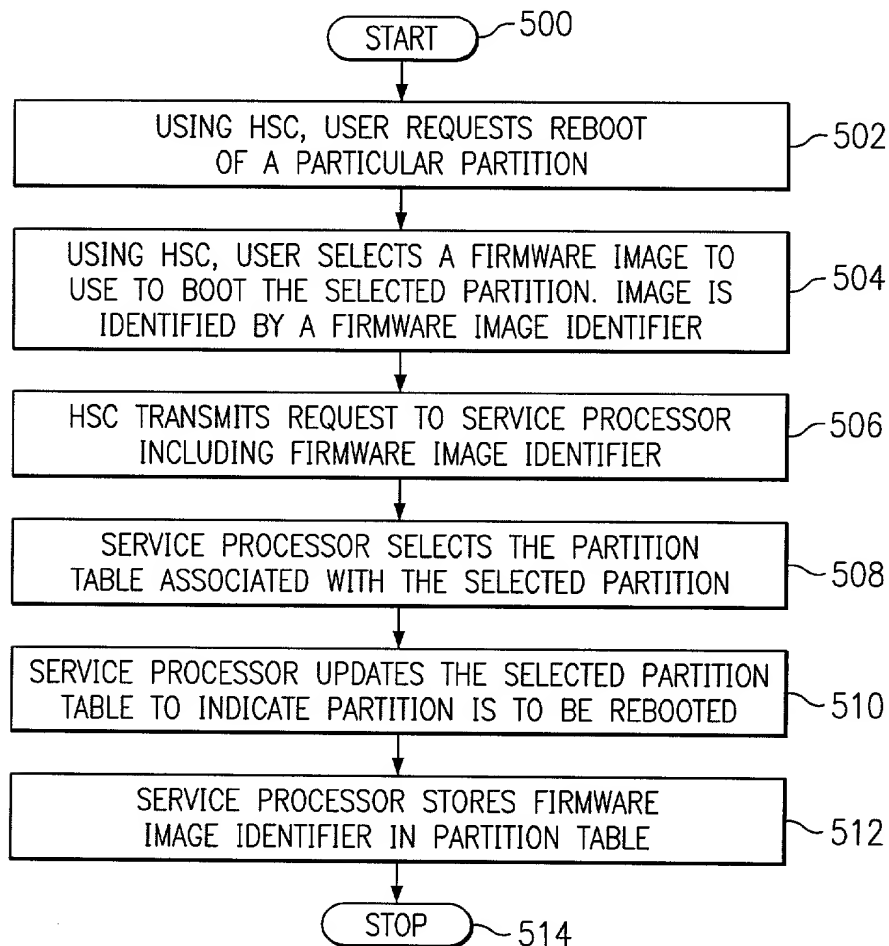 START
500
USING HSC, USER REQUESTS REBOOT
OF A PARTICULAR PARTITION
502
USING HSC, USER SELECTS A FIRMWARE IMAGE TO
USE TO BOOT THE SELECTED PARTITION. IMAGE IS
IDENTIFIED BY A FIRMWARE IMAGE IDENTIFIER
504
HSC TRANSMITS REQUEST TO SERVICE PROCESSOR
INCLUDING FIRMWARE IMAGE IDENTIFIER
506
SERVICE PROCESSOR SELECTS THE PARTITION
TABLE ASSOCIATED WITH THE SELECTED PARTITION
508
SERVICE PROCESSOR UPDATES THE SELECTED PARTITION
TABLE TO INDICATE PARTITION IS TO BE REBOOTED
510
SERVICE PROCESSOR STORES FIRMWARE
IMAGE IDENTIFIER IN PARTITION TABLE
512
STOP
514